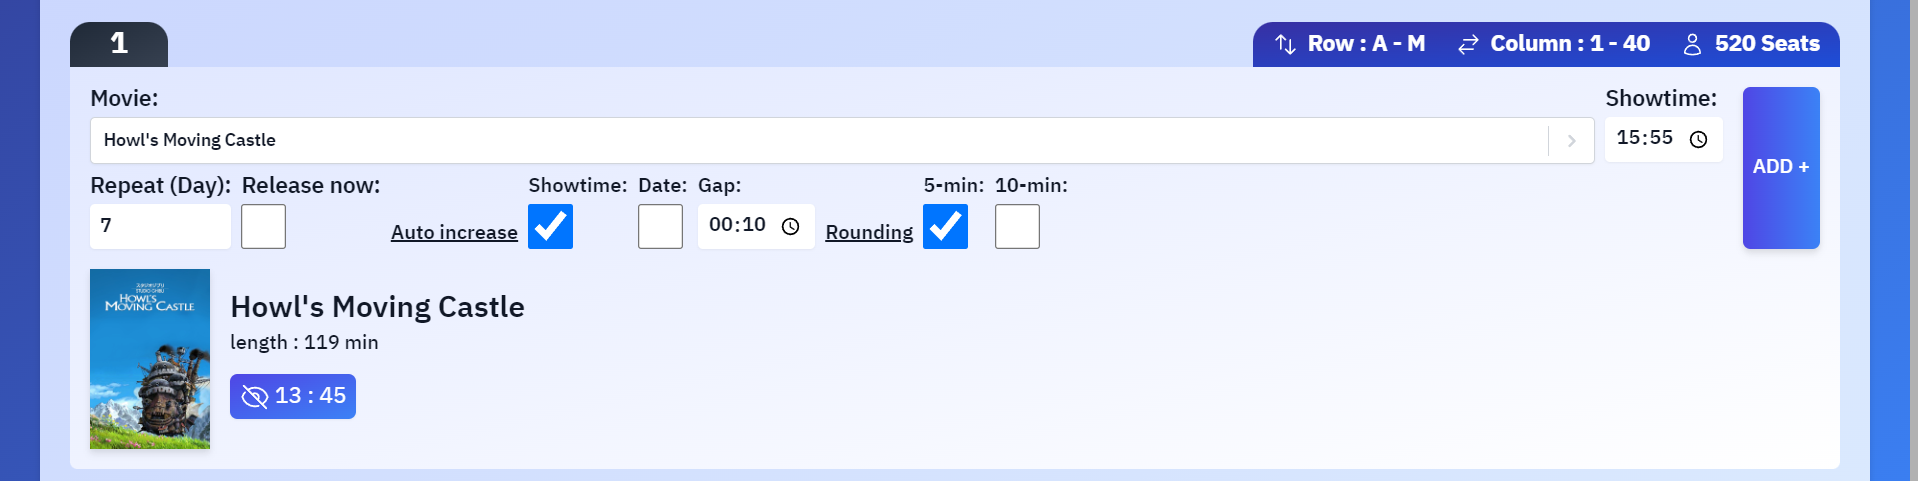 1
Row : A - M Column : 1 - 40 520 Seats
Movie: Showtime:
Howl's Moving Castle 15:55
ADD +
Repeat (Day): Release now: Showtime: Date: Gap: 5-min: 10-min:
7 Auto increase 00:10 Rounding
HOWL'S
MOVING CASTLE
Howl's Moving Castle
length : 119 min
13 : 45